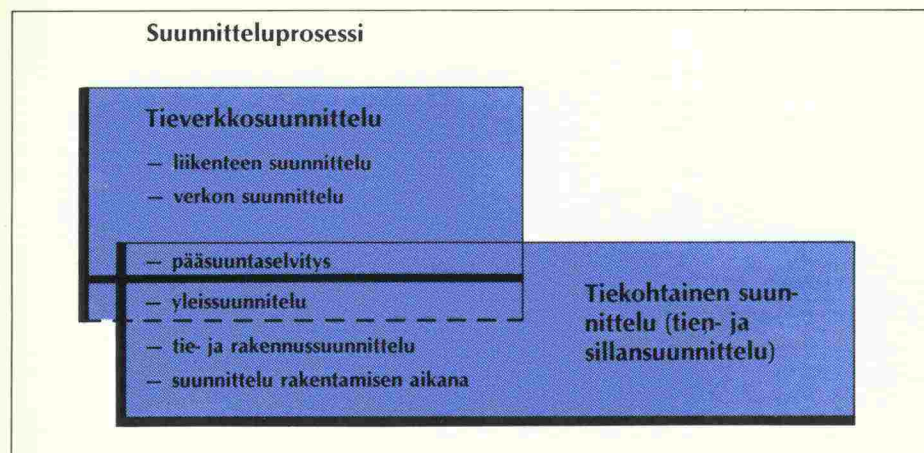 Suunnitteluprosessi
Tieverkkosuunnittelu
— liikenteen suunnittelu
— verkon suunnittelu
— pääsuuntaselvitys
— yleissuunnitelu
— tie- ja rakennussuunnittelu
— suunnittelu rakentamisen aikana
Tiekohtainen suun-
nittelu (tien- ja
sillansuunnittelu)